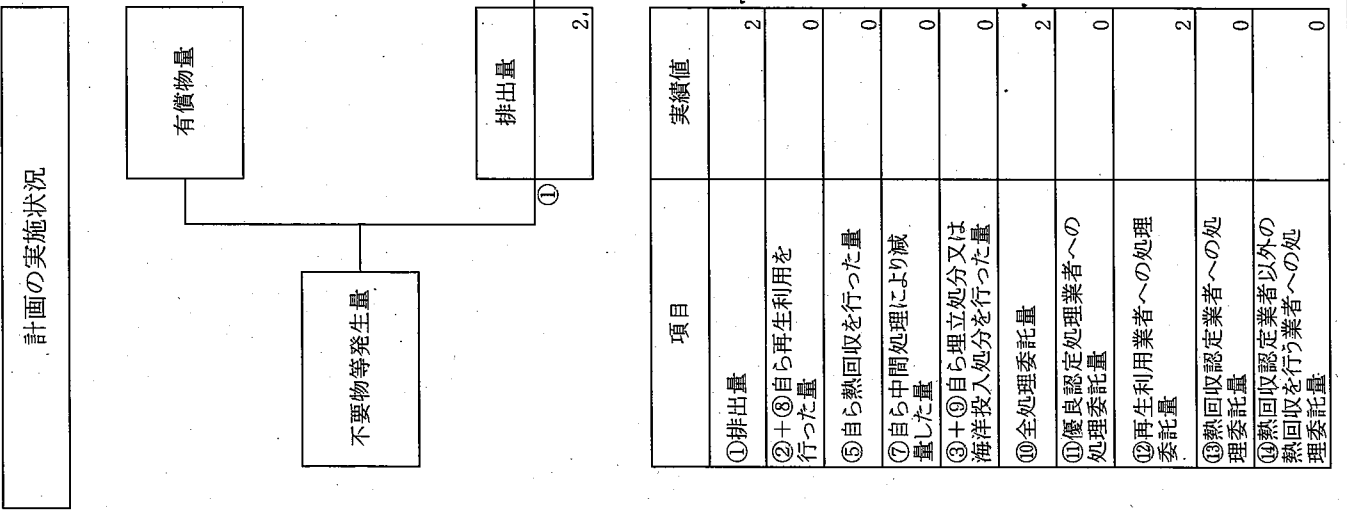 計画の実施状況
有償物量
不要物等発生量
①
排出量
2
項目
実績値
①排出量
2
②+⑧自ら再生利用を
行った量
0
⑤自ら熱回収を行った量
0
⑦自ら中間処理により減
量した量
0
③+⑨自ら埋立処分又は
海洋投入処分を行った量
0
⑩全処理委託量
2
⑪優良認定処理業者への
処理委託量
0
⑫再生利用業者への処理
委託量
2
⑬熱回収認定業者への処
理委託量
0
⑭熱回収認定業者以外の
熱回収を行う業者への処
理委託量
0